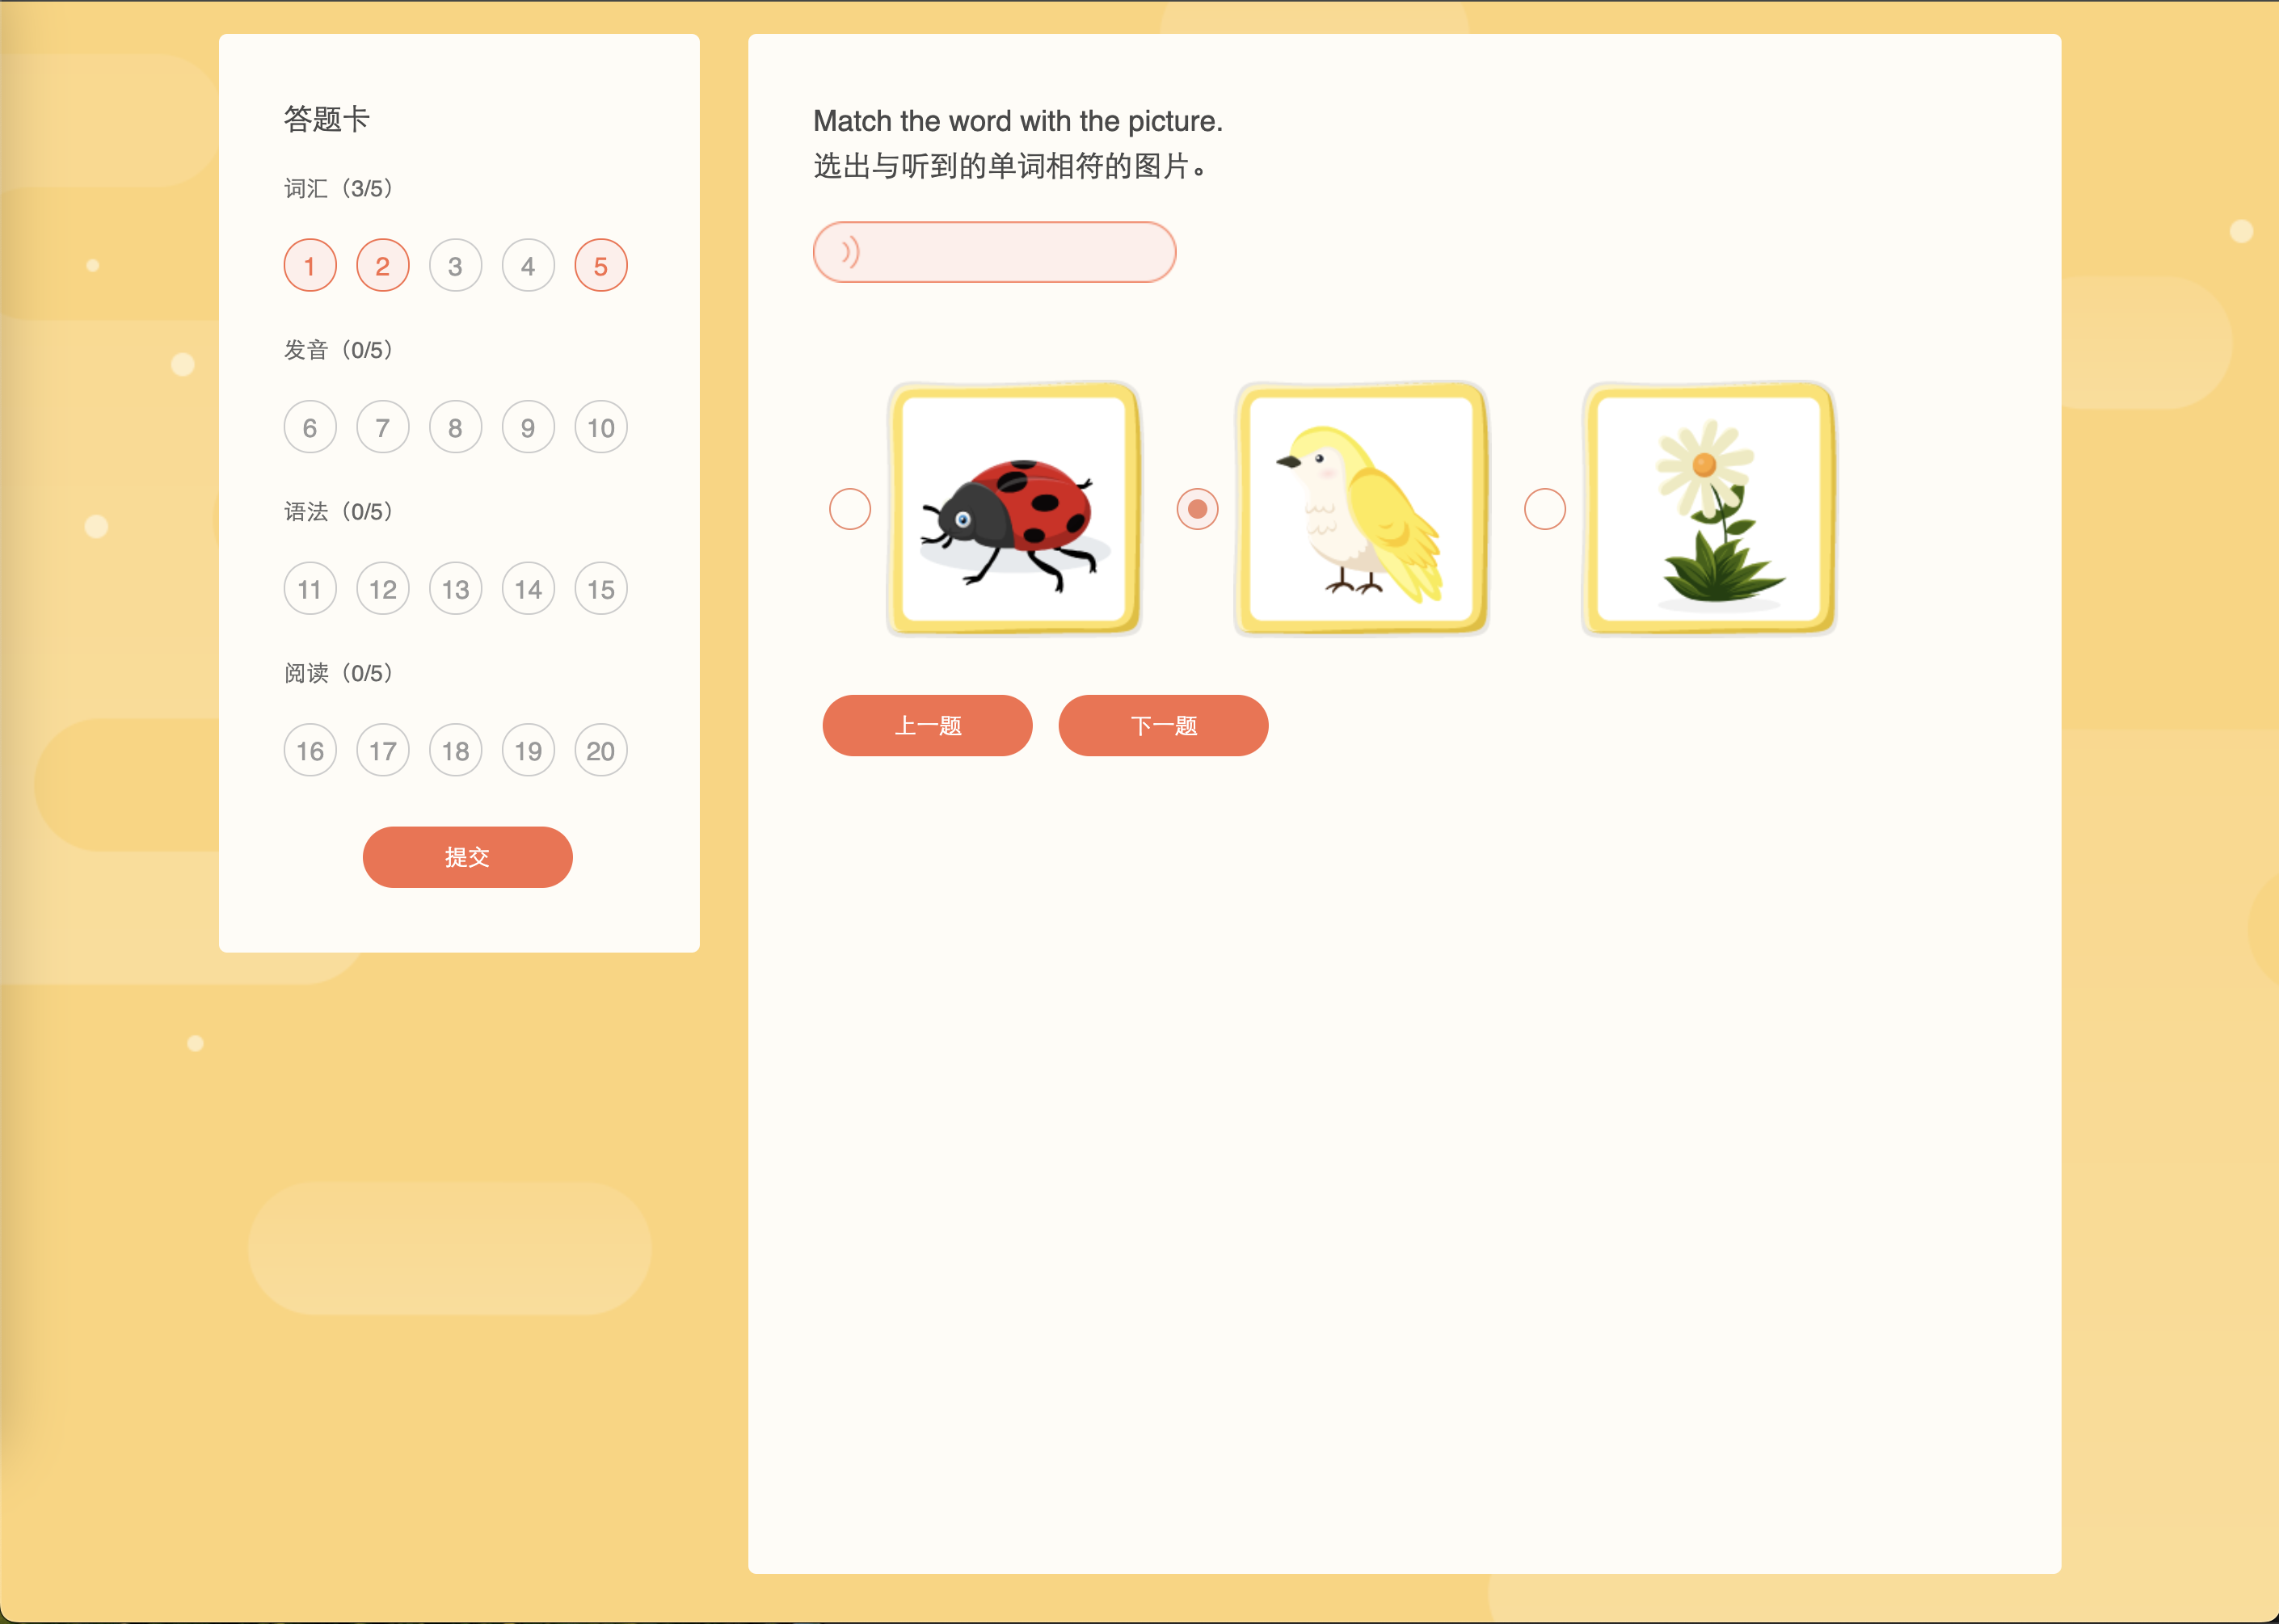 答题卡
词汇（3/5）
1 2 3 4 5
发音（0/5）
6 7 8 9 10
语法（0/5）
11 12 13 14 15
阅读（0/5）
16 17 18 19 20
提交
Match the word with the picture.
选出与听到的单词相符的图片。
上一题 下一题